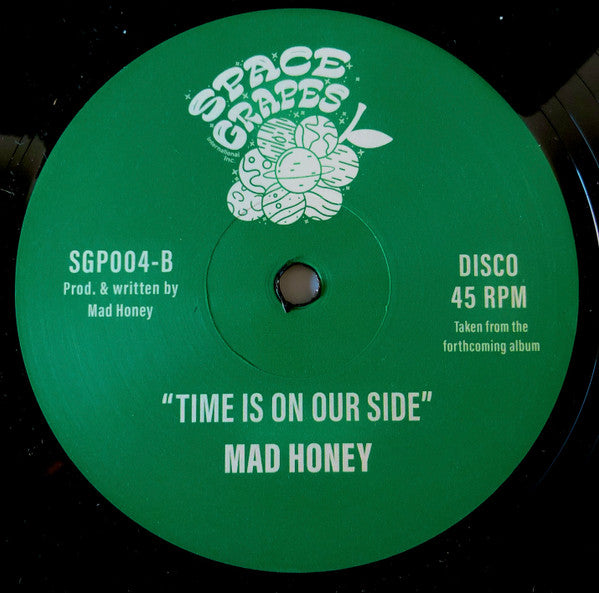 SPACE
GRAPES
International
Inc.
SGP004-B
Prod. & written by
Mad Honey
DISCO
45 RPM
Taken from the
forthcoming album
"TIME IS ON OUR SIDE"
MAD HONEY